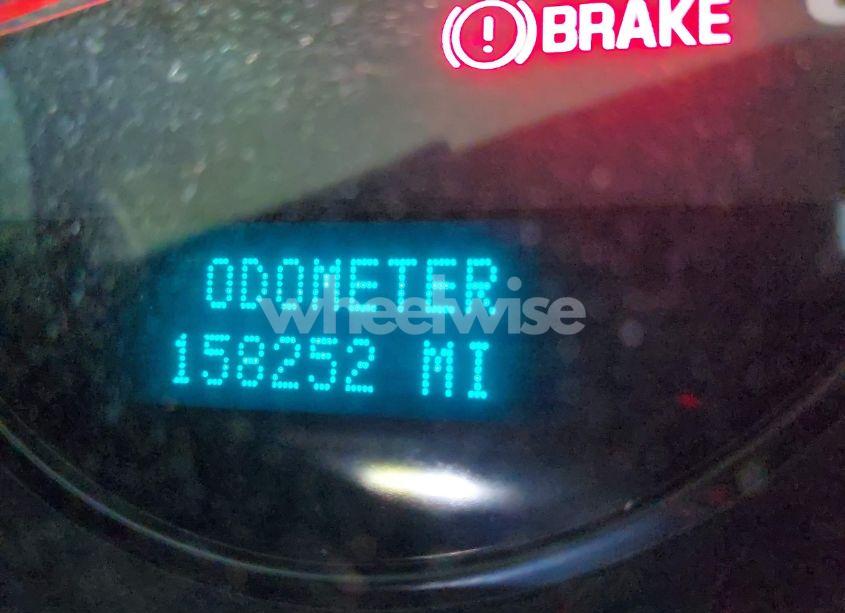 BRAKE
ODOMETER
wheelwise
158252 MI